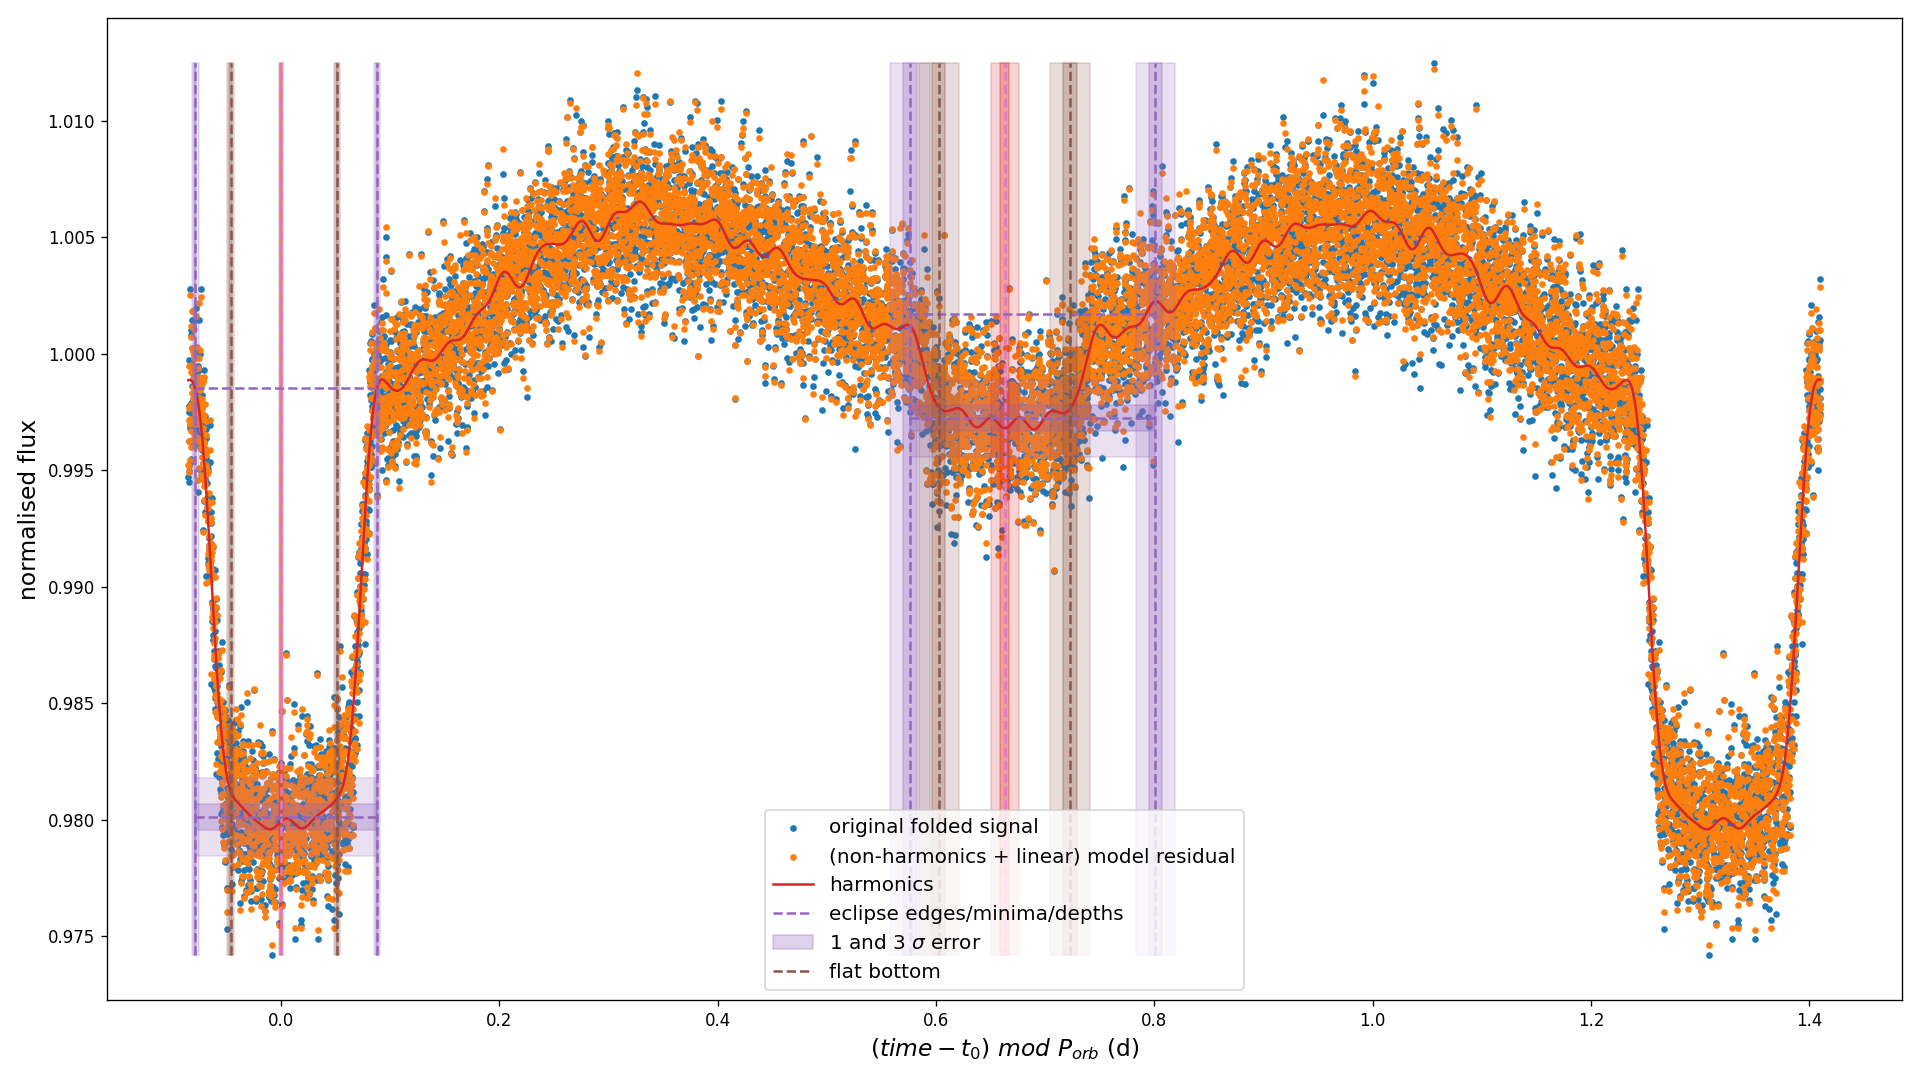 normalised flux
1.010
1.005
1.000
0.995
0.990
0.985
0.980
0.975
original folded signal
(non-harmonics + linear) model residual
harmonics
eclipse edges/minima/depths
1 and 3 σ error
flat bottom
0.0 0.2 0.4 0.6 0.8 1.0 1.2 1.4
(time − t₀) mod Pₒᵣᵦ (d)